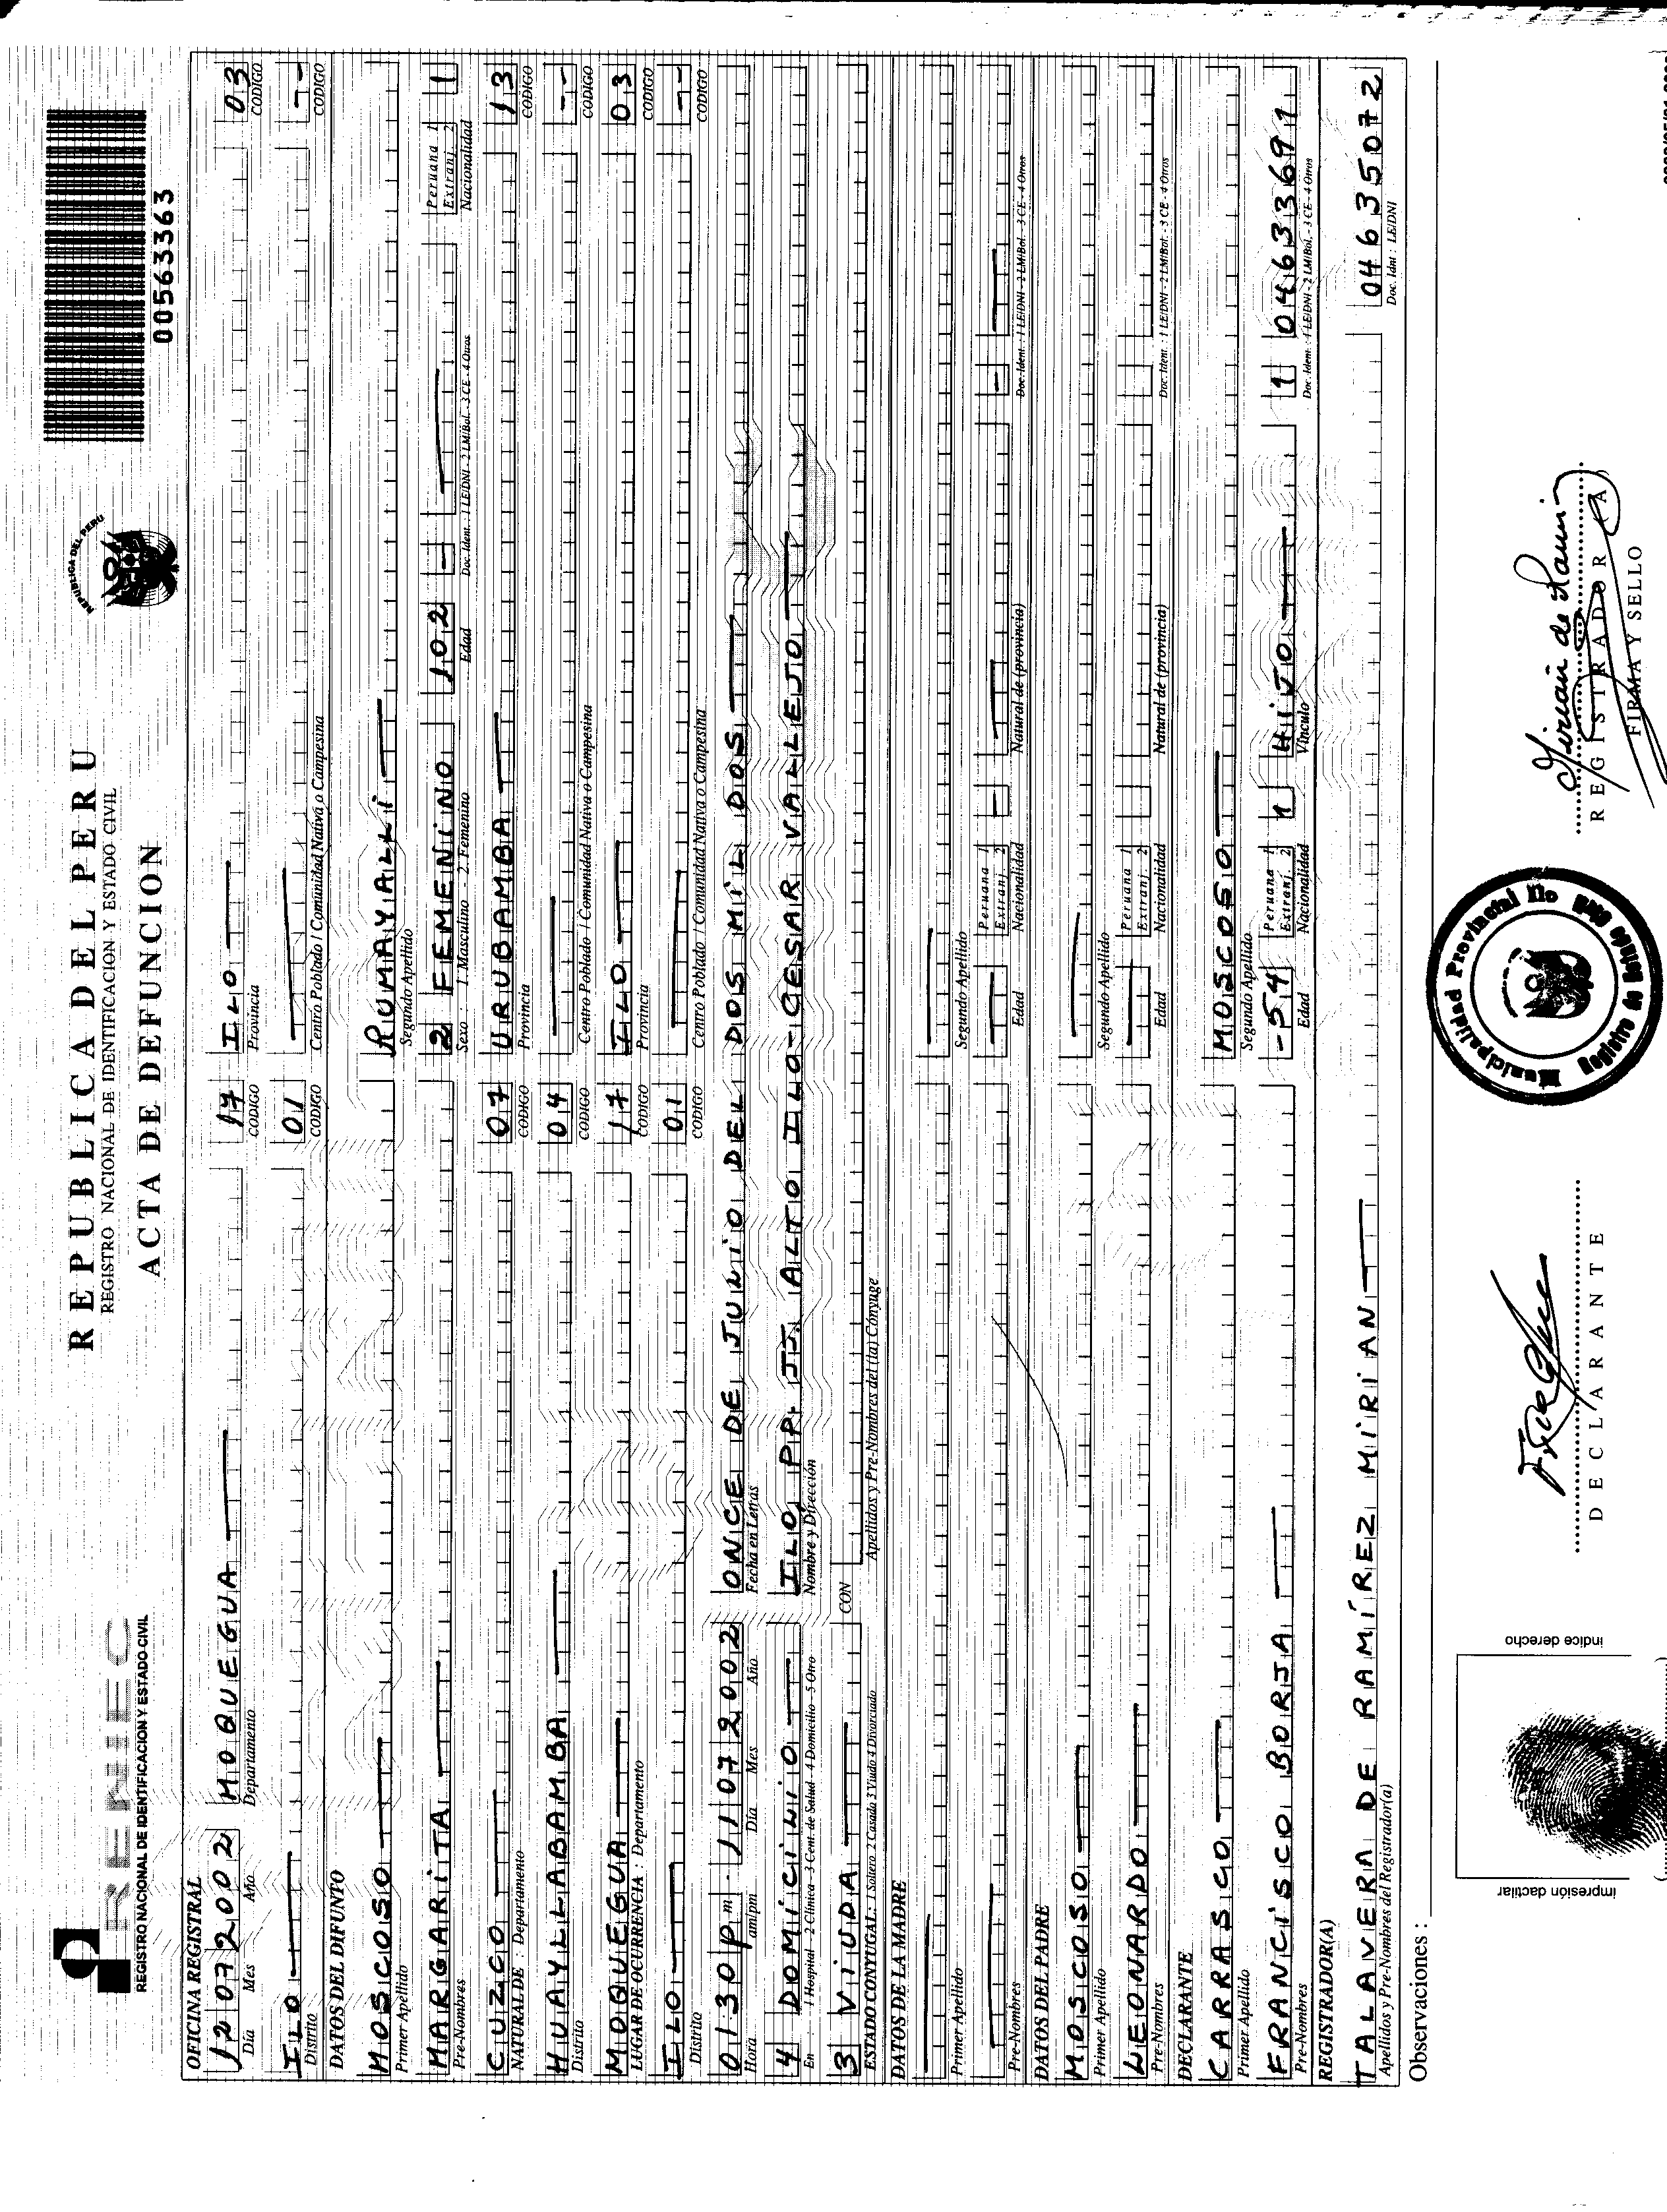 REPUBLICA DEL PERU
REGISTRO NACIONAL DE IDENTIFICACION Y ESTADO CIVIL
ACTA DE DEFUNCION
RENIEC
REGISTRO NACIONAL DE IDENTIFICACION Y ESTADO CIVIL
REPUBLICA DEL PERU
00563363
OFICINA REGISTRAL
12 07 2002 MOQUEGUA 17 ILO 03
Día Mes Año Departamento CODIGO Provincia CODIGO
ILO 01 --
Distrito CODIGO Centro Poblado / Comunidad Nativa o Campesina CODIGO
DATOS DEL DIFUNTO
MOSCOSO RUMAYALLI
Primer Apellido Segundo Apellido
MARGARITA 2 FEMENINO 102 - Peruana 1 Extranj. 2 1
Pre-Nombres Sexo : 1. Masculino - 2. Femenino Edad Doc. Iden. : 1 LE/DNI - 2 LM/Bol. - 3 CE - 4 Otros Nacionalidad
CUZCO 07 URUBAMBA 13
NATURAL DE : Departamento CODIGO Provincia CODIGO
HUAYLLABAMBA 04 --
Distrito CODIGO Centro Poblado / Comunidad Nativa o Campesina CODIGO
MOQUEGUA 17 ILO 03
LUGAR DE OCURRENCIA : Departamento CODIGO Provincia CODIGO
ILO 01 --
Distrito CODIGO Centro Poblado / Comunidad Nativa o Campesina CODIGO
01 30 pm. 11 07 2002 ONCE DE JUNIO DEL DOS MIL DOS
Hora am/pm Día Mes Año Fecha en Letras
4 DOMICINIO ILO PP. JJ. ALTO ILO-CESAR VALLEJO
En : 1 Hospital - 2 Clínica - 3 Cent. de Salud - 4 Domicilio - 5 Otro Nombre y Dirección
3 VIUDA CON
ESTADO CONYUGAL : 1 Soltero 2 Casado 3 Viudo 4 Divorciado Apellidos y Pre-Nombres del (la) Cónyuge
DATOS DE LA MADRE
Primer Apellido Segundo Apellido
Peruana 1 Extranj. 2
Pre-Nombres Edad Nacionalidad Natural de (provincia) Doc. Iden. : 1 LE/DNI - 2 LM/Bol. - 3 CE - 4 Otros
DATOS DEL PADRE
MOSCOSO
Primer Apellido Segundo Apellido
LEONARDO Peruana 1 Extranj. 2
Pre-Nombres Edad Nacionalidad Natural de (provincia) Doc. Iden. : 1 LE/DNI - 2 LM/Bol. - 3 CE - 4 Otros
DECLARANTE
CARRASCO MOSCOSO
Primer Apellido Segundo Apellido
FRANCISCO BORJA -54 Peruana 1 Extranj. 2 1 HIJO 1 04633691
Pre-Nombres Edad Nacionalidad Vínculo Doc. Iden. : 1 LE/DNI - 2 LM/Bol. - 3 CE - 4 Otros
REGISTRADOR(A)
TALAVERA DE RAMÍREZ MIRIAN 04635072
Apellidos y Pre-Nombres del Registrador(a) Doc. Idnt : LE/DNI
Observaciones :
impresión dactilar
indice derecho
DECLARANTE
Municipalidad Provincial Ilo
Registro de Estado Civil
Mirian de Ramir
REGISTRADOR (A)
FIRMA Y SELLO